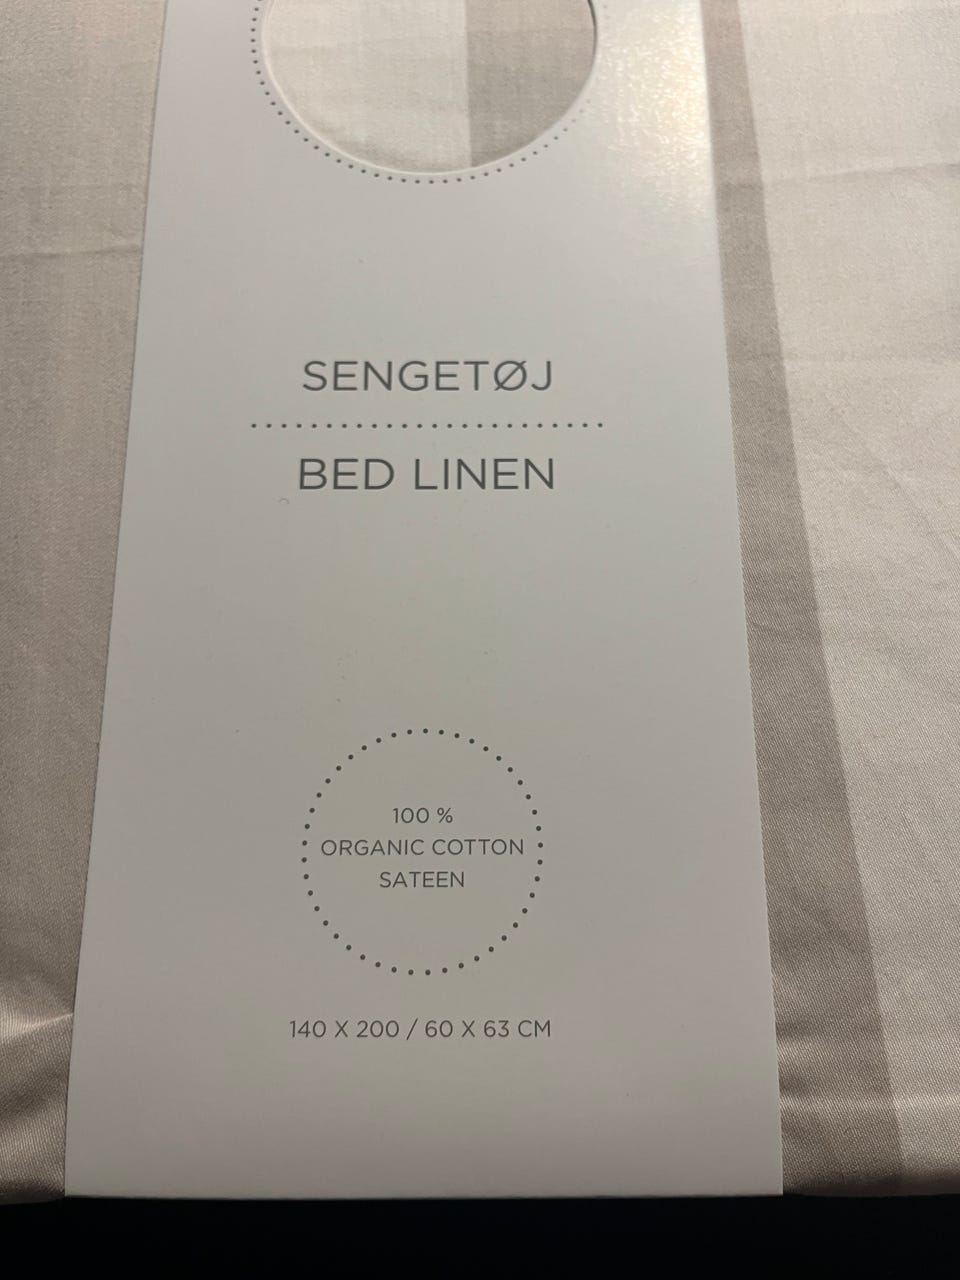 SENGETØJ
BED LINEN
100 %
ORGANIC COTTON
SATEEN
140 X 200 / 60 X 63 CM